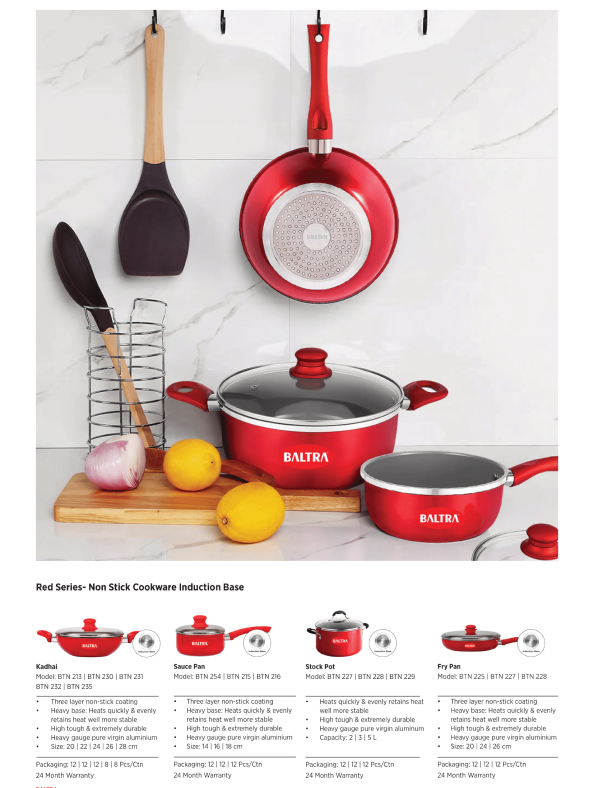 BALTRA
BALTRA
Red Series- Non Stick Cookware Induction Base
BALTRA
BALTRA
BALTRA
Kadhai
Model: BTN 213 | BTN 230 | BTN 231
BTN 232 | BTN 235
• Three layer non-stick coating
• Heavy base: Heats quickly & evenly
retains heat well more stable
• High tough & extremely durable
• Heavy gauge pure virgin aluminium
• Size: 20 | 22 | 24 | 26 | 28 cm
Packaging: 12 | 12 | 12 | 8 | 8 Pcs/Ctn
24 Month Warranty
Sauce Pan
Model: BTN 254 | BTN 215 | BTN 216
• Three layer non-stick coating
• Heavy base: Heats quickly & evenly
retains heat well more stable
• High tough & extremely durable
• Heavy gauge pure virgin aluminium
• Size: 14 | 16 | 18 cm
Packaging: 12 | 12 | 12 Pcs/Ctn
24 Month Warranty
Stock Pot
Model: BTN 227 | BTN 228 | BTN 229
• Heats quickly & evenly retains heat
well more stable
• High tough & extremely durable
• Heavy gauge pure virgin aluminum
• Capacity: 2 | 3 | 5 L
Packaging: 12 | 12 | 12 Pcs/Ctn
24 Month Warranty
Fry Pan
Model: BTN 225 | BTN 227 | BTN 228
• Three layer non-stick coating
• Heavy base: Heats quickly & evenly
retains heat well more stable
• High tough & extremely durable
• Heavy gauge pure virgin aluminium
• Size: 20 | 24 | 26 cm
Packaging: 12 | 12 | 12 Pcs/Ctn
24 Month Warranty